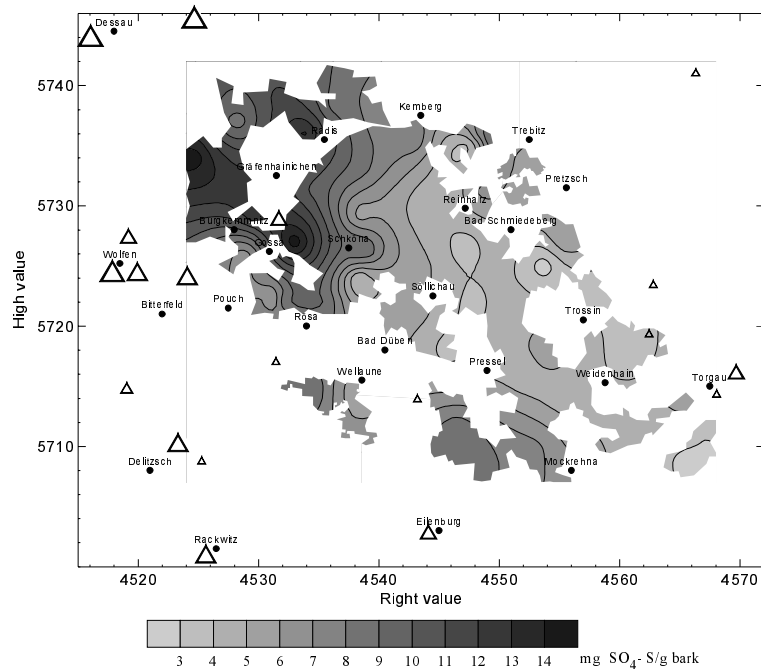 Dessau
5740
Kemberg
Radis
Trebitz
Gräfenhainichen
Pretzsch
5730
Reinharz
Burgkemnitz
Bad Schmiedeberg
Gossa
Schköna
Wolfen
Söllichau
Bitterfeld
Pouch
Trossin
5720
Rösa
Bad Düben
Pressel
Wellaune
Weidenhain
Torgau
5710
Delitzsch
Mockrehna
Eilenburg
Rackwitz
High value
4520 4530 4540 4550 4560 4570
Right value
3 4 5 6 7 8 9 10 11 12 13 14 mg SO4- S/g bark